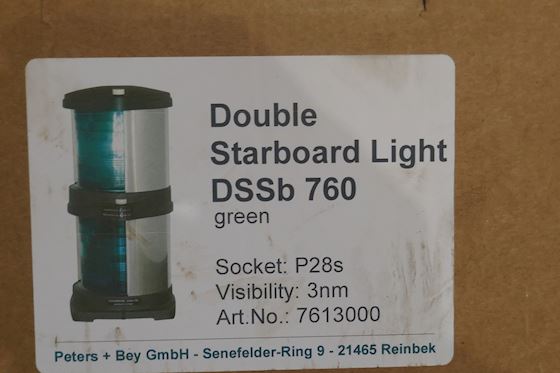 Double
Starboard Light
DSSb 760
green
Socket: P28s
Visibility: 3nm
Art.No.: 7613000
Peters + Bey GmbH - Senefelder-Ring 9 - 21465 Reinbek